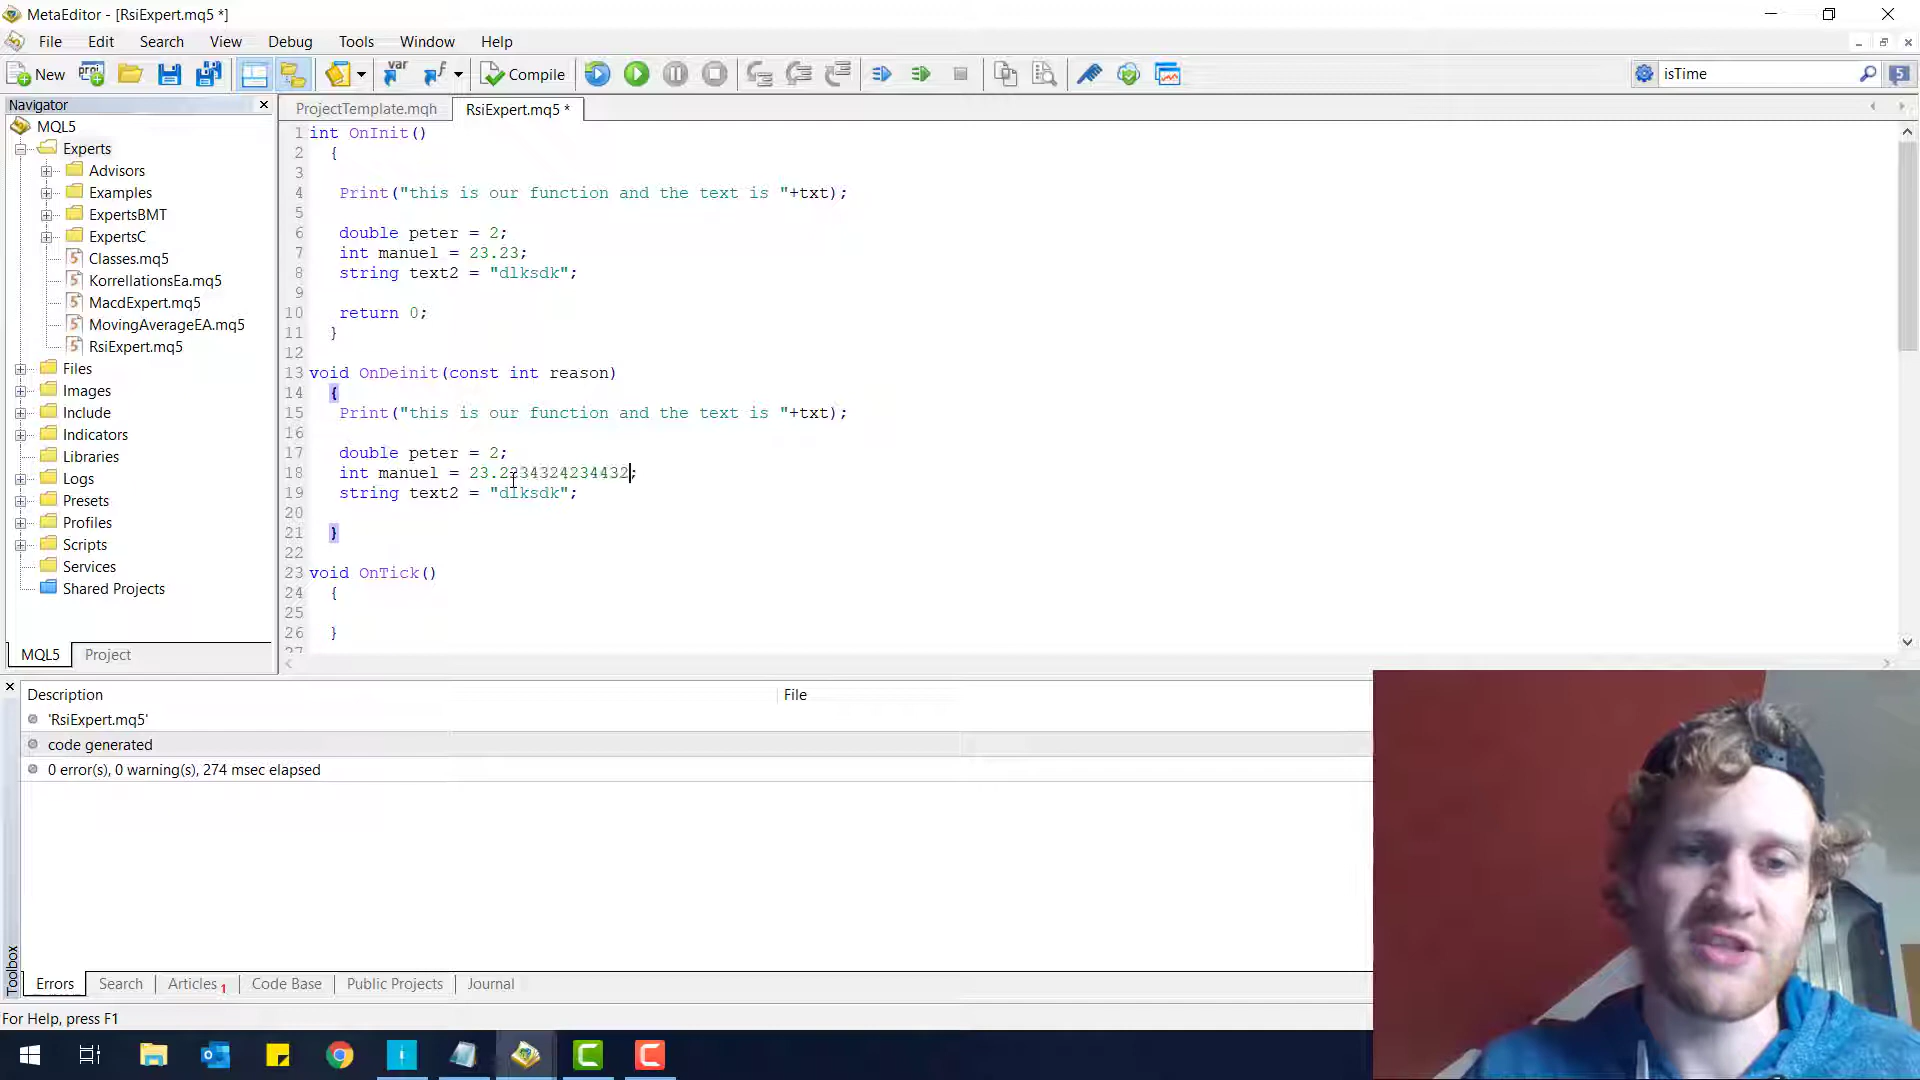 MetaEditor - [RsiExpert.mq5 *]
File Edit Search View Debug Tools Window Help
New var Compile isTime 5
Navigator
ProjectTemplate.mqh RsiExpert.mq5 *
MQL5
Experts
Advisors
Examples
ExpertsBMT
ExpertsC
Classes.mq5
KorrellationsEa.mq5
MacdExpert.mq5
MovingAverageEA.mq5
RsiExpert.mq5
Files
Images
Include
Indicators
Libraries
Logs
Presets
Profiles
Scripts
Services
Shared Projects
MQL5 Project
1 int OnInit()
2 {
3
4 Print("this is our function and the text is "+txt);
5
6 double peter = 2;
7 int manuel = 23.23;
8 string text2 = "dlksdk";
9
10 return 0;
11 }
12
13 void OnDeinit(const int reason)
14 {
15 Print("this is our function and the text is "+txt);
16
17 double peter = 2;
18 int manuel = 23.2234324234432;
19 string text2 = "dlksdk";
20
21 }
22
23 void OnTick()
24 {
25
26 }
27
Description File
'RsiExpert.mq5'
code generated
0 error(s), 0 warning(s), 274 msec elapsed
Toolbox
Errors Search Articles 1 Code Base Public Projects Journal
For Help, press F1